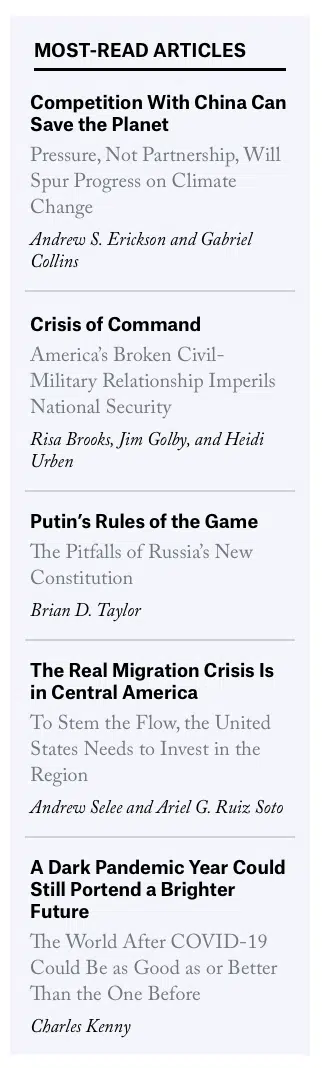 MOST-READ ARTICLES
Competition With China Can
Save the Planet
Pressure, Not Partnership, Will
Spur Progress on Climate
Change
Andrew S. Erickson and Gabriel
Collins
Crisis of Command
America’s Broken Civil-
Military Relationship Imperils
National Security
Risa Brooks, Jim Golby, and Heidi
Urben
Putin’s Rules of the Game
The Pitfalls of Russia’s New
Constitution
Brian D. Taylor
The Real Migration Crisis Is
in Central America
To Stem the Flow, the United
States Needs to Invest in the
Region
Andrew Selee and Ariel G. Ruiz Soto
A Dark Pandemic Year Could
Still Portend a Brighter
Future
The World After COVID-19
Could Be as Good as or Better
Than the One Before
Charles Kenny